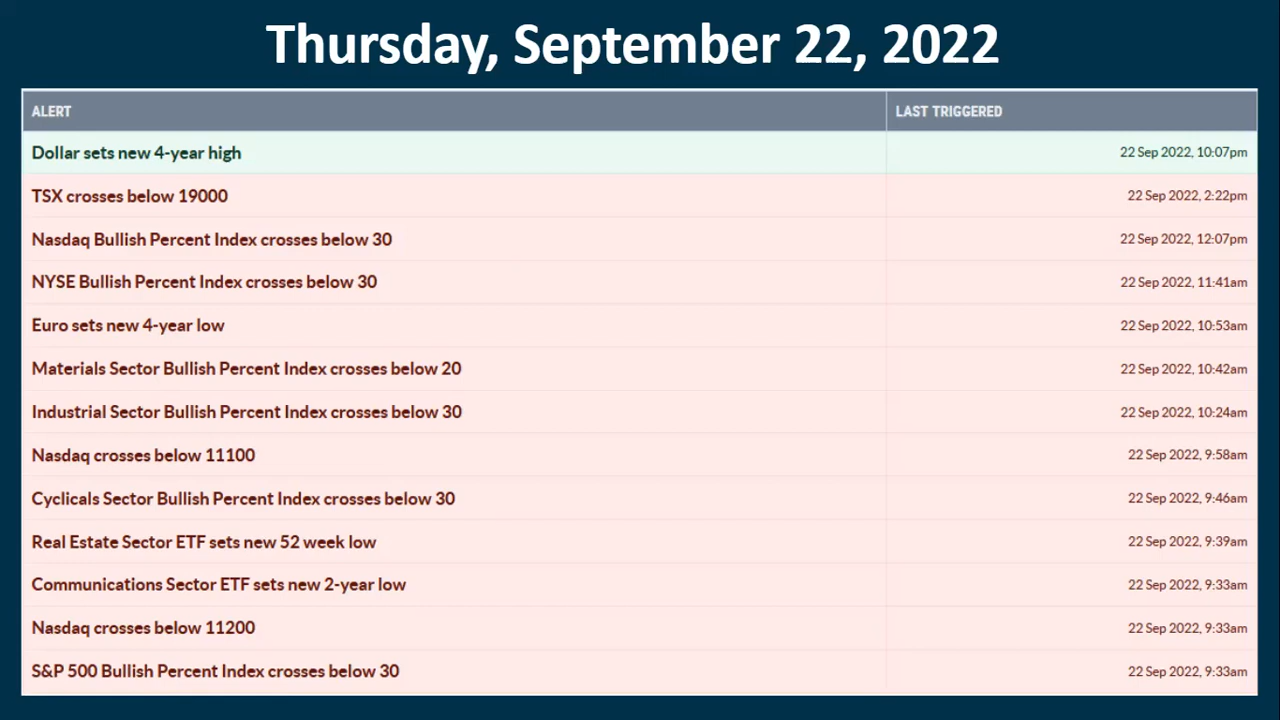 Thursday, September 22, 2022
ALERT LAST TRIGGERED
Dollar sets new 4-year high 22 Sep 2022, 10:07pm
TSX crosses below 19000 22 Sep 2022, 2:22pm
Nasdaq Bullish Percent Index crosses below 30 22 Sep 2022, 12:07pm
NYSE Bullish Percent Index crosses below 30 22 Sep 2022, 11:41am
Euro sets new 4-year low 22 Sep 2022, 10:53am
Materials Sector Bullish Percent Index crosses below 20 22 Sep 2022, 10:42am
Industrial Sector Bullish Percent Index crosses below 30 22 Sep 2022, 10:24am
Nasdaq crosses below 11100 22 Sep 2022, 9:58am
Cyclicals Sector Bullish Percent Index crosses below 30 22 Sep 2022, 9:46am
Real Estate Sector ETF sets new 52 week low 22 Sep 2022, 9:39am
Communications Sector ETF sets new 2-year low 22 Sep 2022, 9:33am
Nasdaq crosses below 11200 22 Sep 2022, 9:33am
S&P 500 Bullish Percent Index crosses below 30 22 Sep 2022, 9:33am